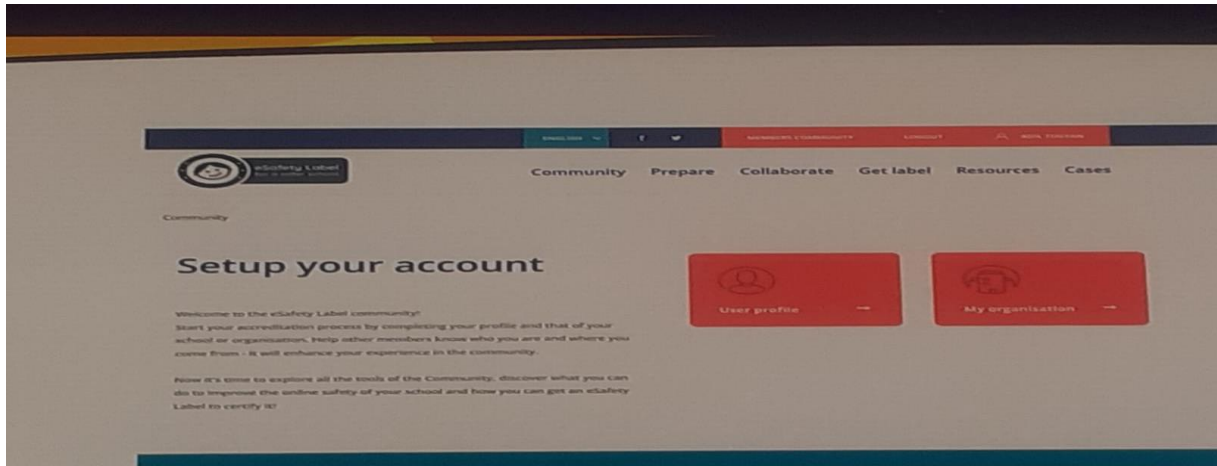 ENGLISH
MEMBERS COMMUNITY LOGOUT
eSafety Label
for a safer school
Community Prepare Collaborate Get label Resources Cases
Community
Setup your account
User profile →
My organisation →
Welcome to the eSafety Label community!
Start your accreditation process by completing your profile and that of your
school or organisation. Help other members know who you are and where you
come from - it will enhance your experience in the community.
Now it's time to explore all the tools of the Community, discover what you can
do to improve the online safety of your school and how you can get an eSafety
Label to certify it!